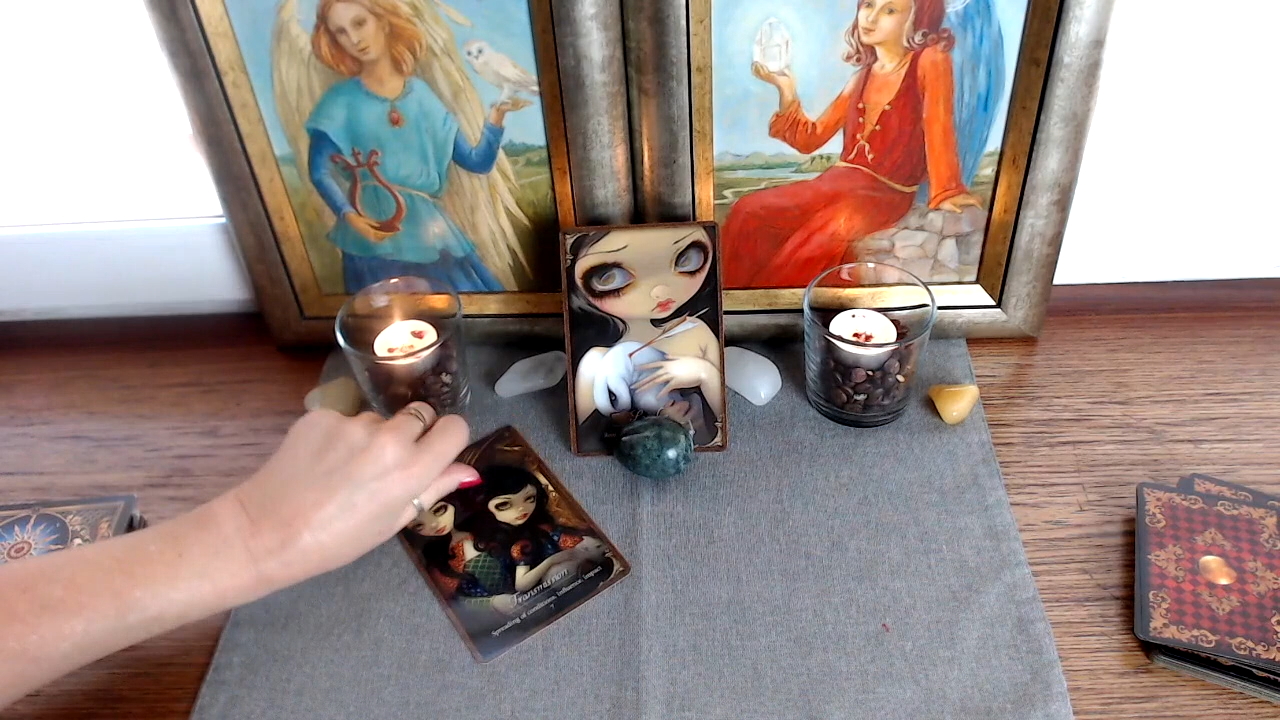 Transmission
Spreading of conditions, influence, impact